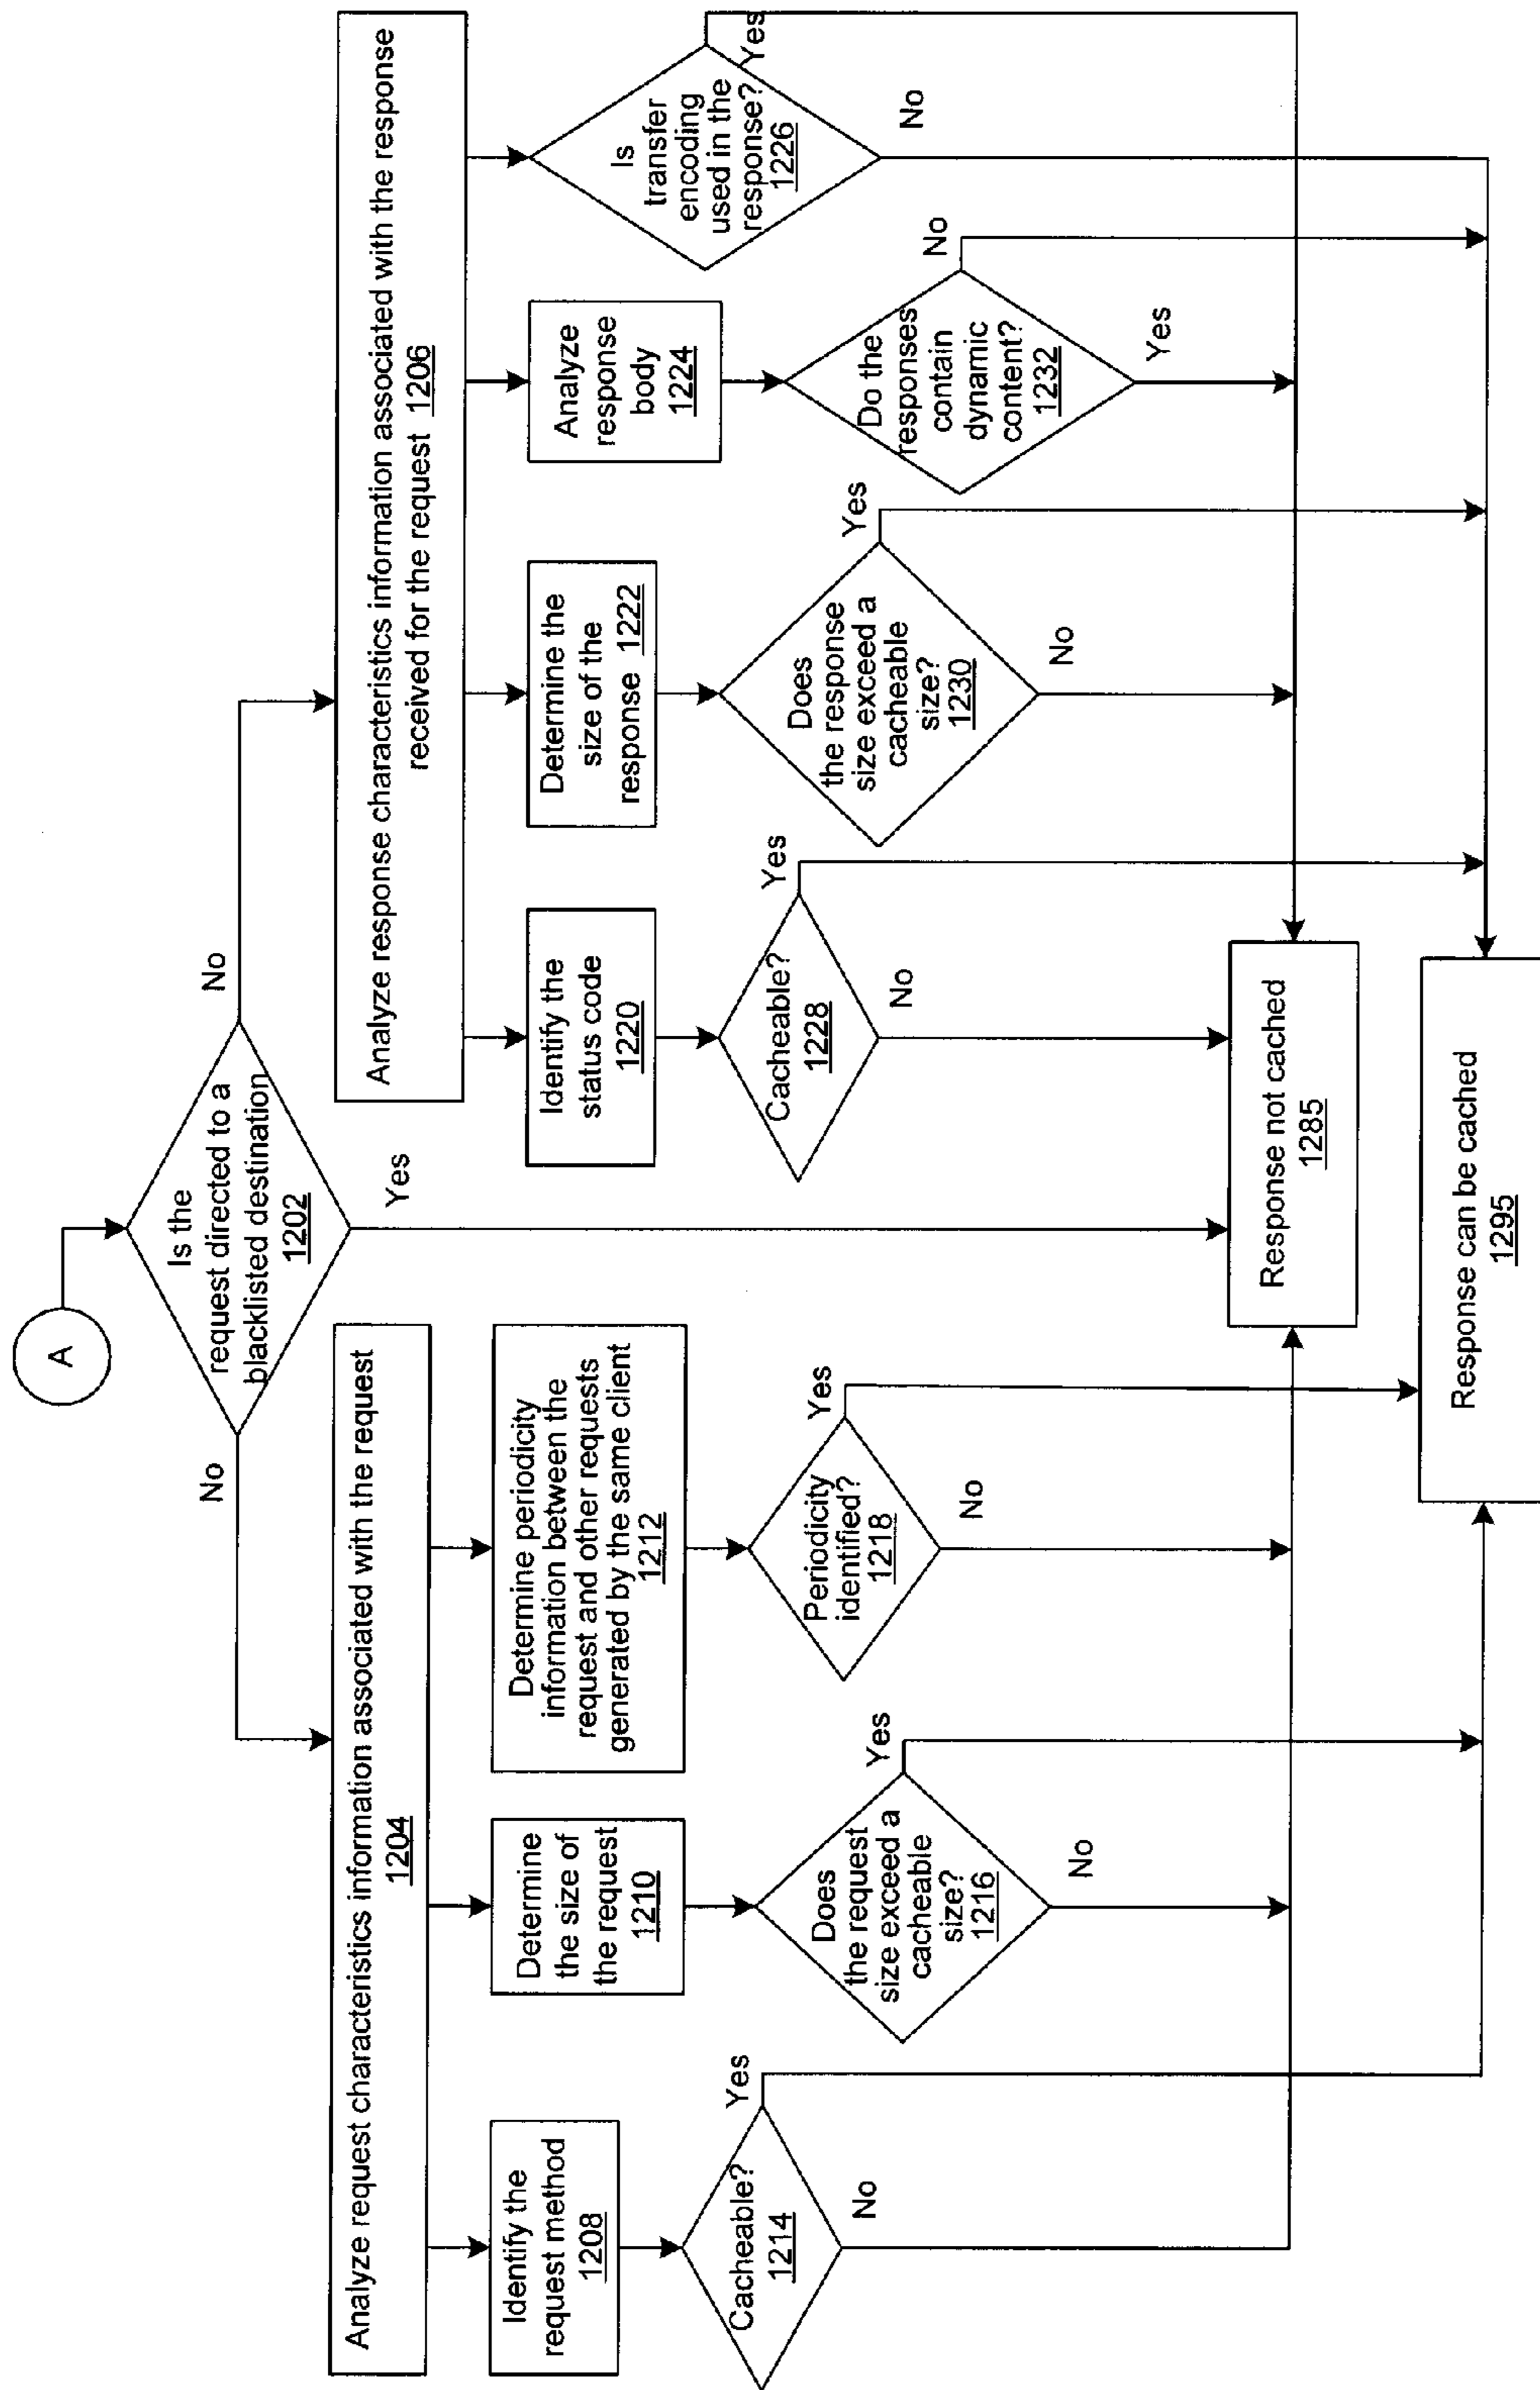 A
Is the
request directed to a
blacklisted destination
1202
No
No
Yes
Analyze request characteristics information associated with the request
1204
Analyze response characteristics information associated with the response
received for the request 1206
Identify the
request method
1208
Determine
the size of
the request
1210
Determine periodicity
information between the
request and other requests
generated by the same client
1212
Identify the
status code
1220
Determine the
size of the
response 1222
Analyze
response
body
1224
Is
transfer
encoding
used in the
response?
1226
Yes
No
Cacheable?
1214
Yes
No
Does
the request
size exceed a
cacheable
size?
1216
Yes
No
Periodicity
identified?
1218
Yes
No
Cacheable?
1228
Yes
No
Does
the response
size exceed a
cacheable
size?
1230
Yes
No
Do the
responses
contain
dynamic
content?
1232
No
Yes
Response not cached
1285
Response can be cached
1295